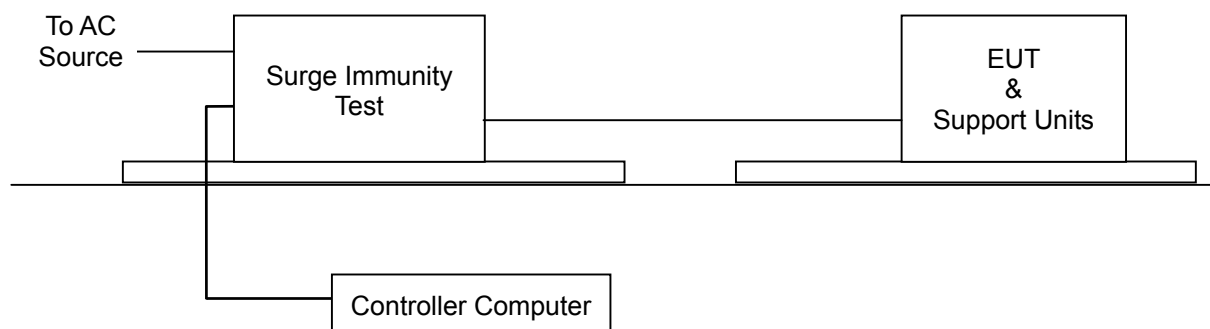 To AC
Source
Surge Immunity
Test
EUT
&
Support Units
Controller Computer